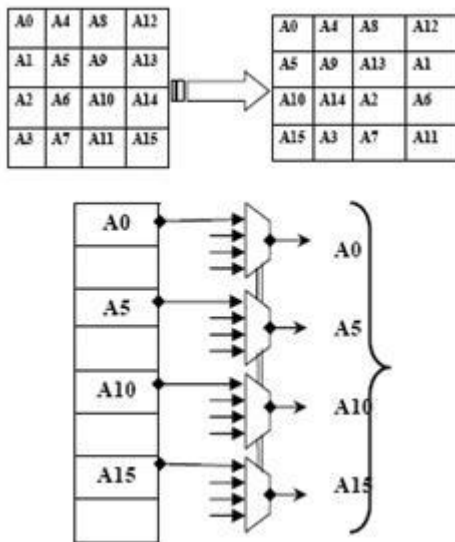 A0 A4 A8 A12
A1 A5 A9 A13
A2 A6 A10 A14
A3 A7 A11 A15
A0 A4 A8 A12
A5 A9 A13 A1
A10 A14 A2 A6
A15 A3 A7 A11
A0
A0
A5
A5
A10
A10
A15
A15